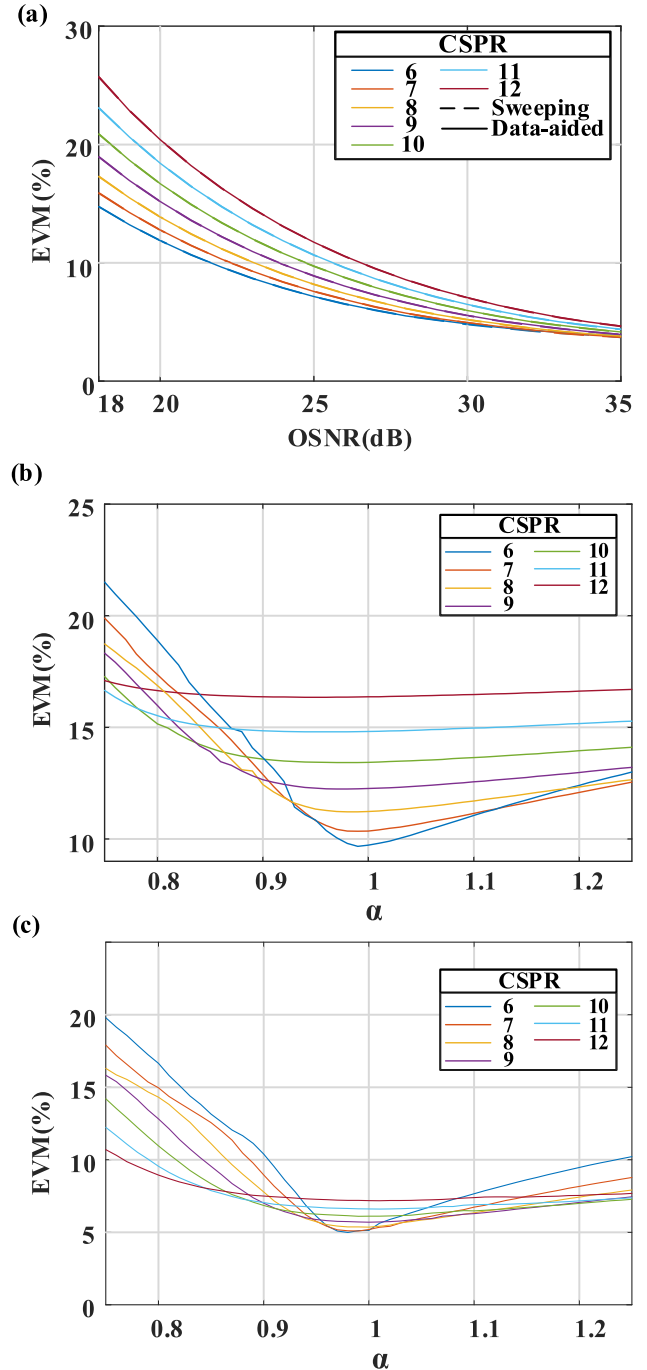 (a)
30
20
10
0
EVM(%)
CSPR
6 11
7 12
8 Sweeping
9 Data-aided
10
18 20 25 30 35
OSNR(dB)
(b)
25
20
15
10
EVM(%)
CSPR
6 10
7 11
8 12
9
0.8 0.9 1 1.1 1.2
α
(c)
20
15
10
5
0
EVM(%)
CSPR
6 10
7 11
8 12
9
0.8 0.9 1 1.1 1.2
α